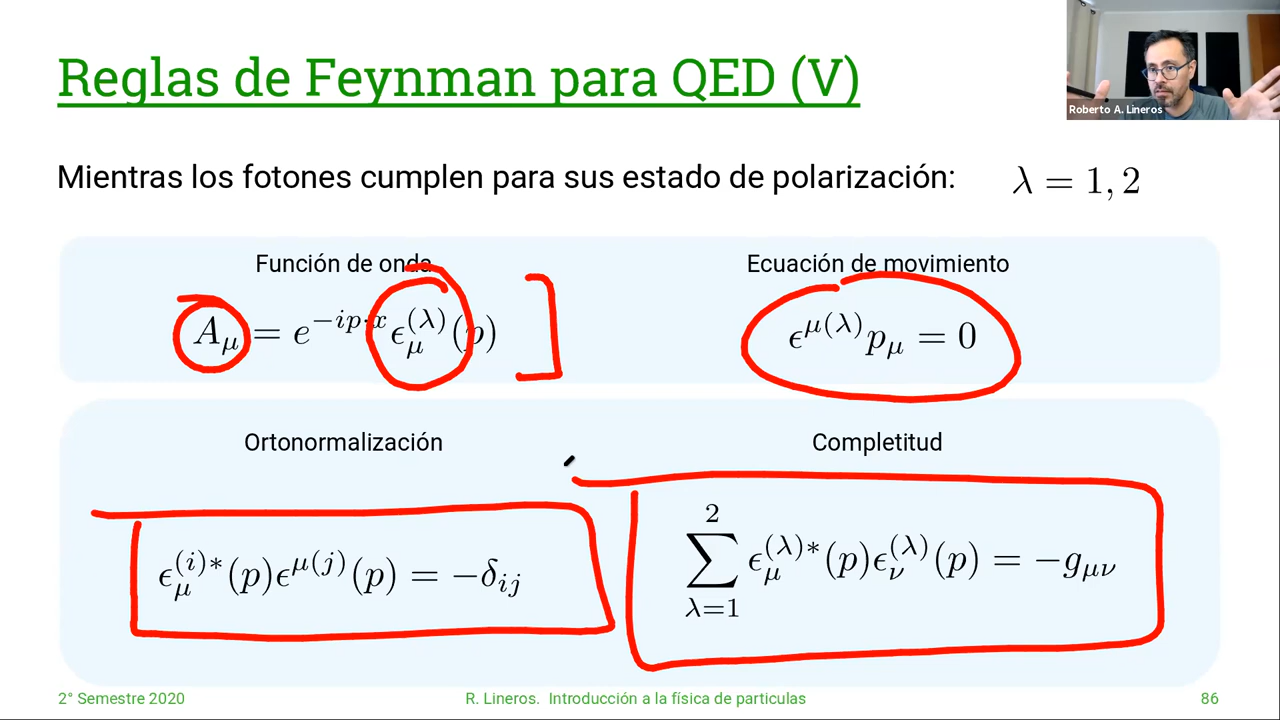 Reglas de Feynman para QED (V)
Roberto A. Lineros
Mientras los fotones cumplen para sus estado de polarización: λ = 1, 2
Función de onda
Ecuación de movimiento
A_μ = e^{−ip·x} ϵ_μ^{(λ)}(p)
ϵ^{μ(λ)} p_μ = 0
Ortonormalización
Completitud
ϵ_μ^{(i)*}(p) ϵ^{μ(j)}(p) = −δ_{ij}
∑_{λ=1}^{2} ϵ_μ^{(λ)*}(p) ϵ_ν^{(λ)}(p) = −g_{μν}
2° Semestre 2020
R. Lineros. Introducción a la física de particulas
86